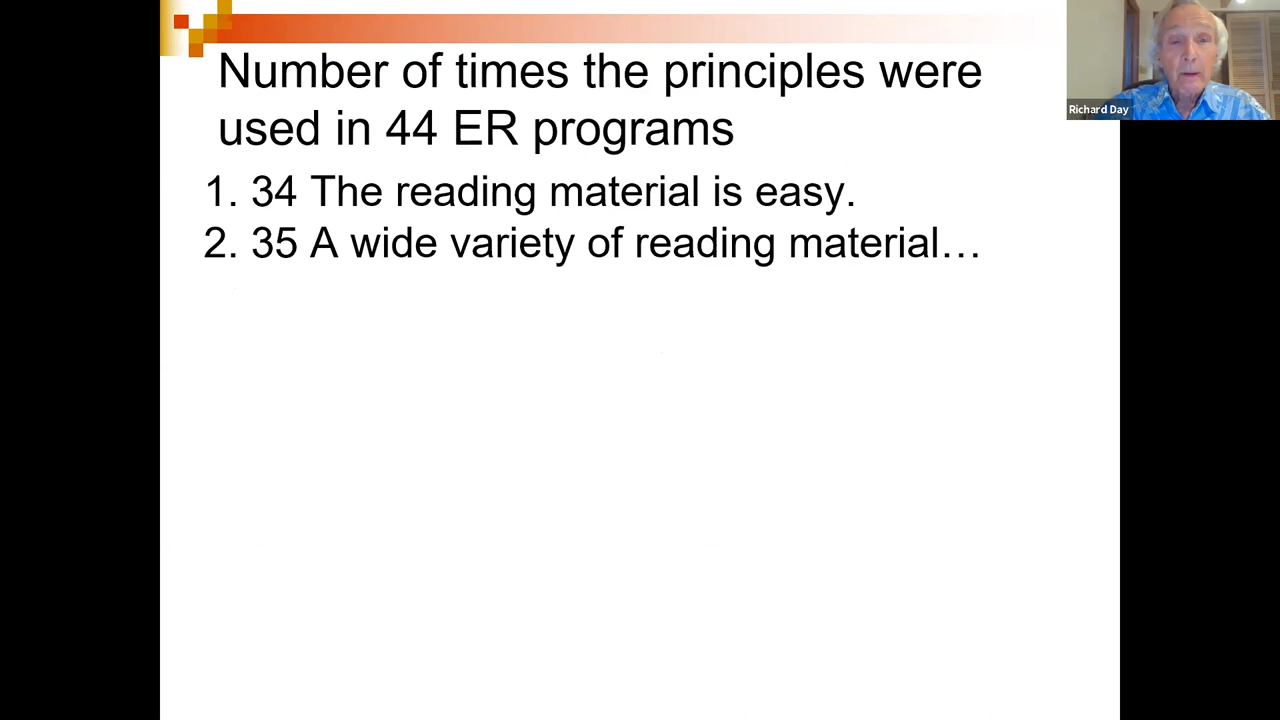 Number of times the principles were
used in 44 ER programs
1. 34 The reading material is easy.
2. 35 A wide variety of reading material…
Richard Day